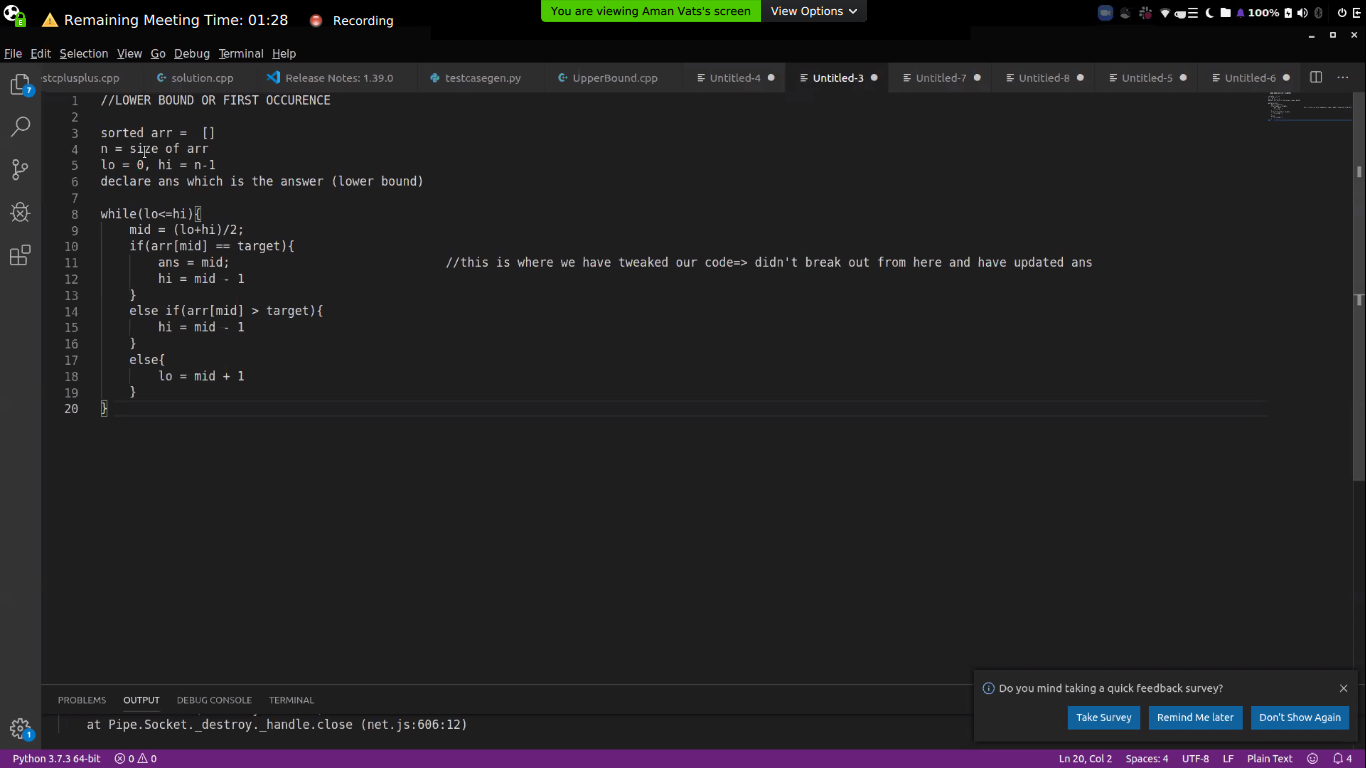 Remaining Meeting Time: 01:28
Recording
You are viewing Aman Vats's screen
View Options
100%
File Edit Selection View Go Debug Terminal Help
stcplusplus.cpp
solution.cpp
Release Notes: 1.39.0
testcasegen.py
UpperBound.cpp
Untitled-4
Untitled-3
Untitled-7
Untitled-8
Untitled-5
Untitled-6
1 //LOWER BOUND OR FIRST OCCURENCE
2
3 sorted arr =  []
4 n = size of arr
5 lo = 0, hi = n-1
6 declare ans which is the answer (lower bound)
7
8 while(lo<=hi){
9     mid = (lo+hi)/2;
10     if(arr[mid] == target){
11         ans = mid;                              //this is where we have tweaked our code=> didn't break out from here and have updated ans
12         hi = mid - 1
13     }
14     else if(arr[mid] > target){
15         hi = mid - 1
16     }
17     else{
18         lo = mid + 1
19     }
20 }
7
1
PROBLEMS OUTPUT DEBUG CONSOLE TERMINAL
at Pipe.Socket._destroy._handle.close (net.js:606:12)
Do you mind taking a quick feedback survey?
Take Survey Remind Me later Don't Show Again
Python 3.7.3 64-bit 0 0 Ln 20, Col 2 Spaces: 4 UTF-8 LF Plain Text 4